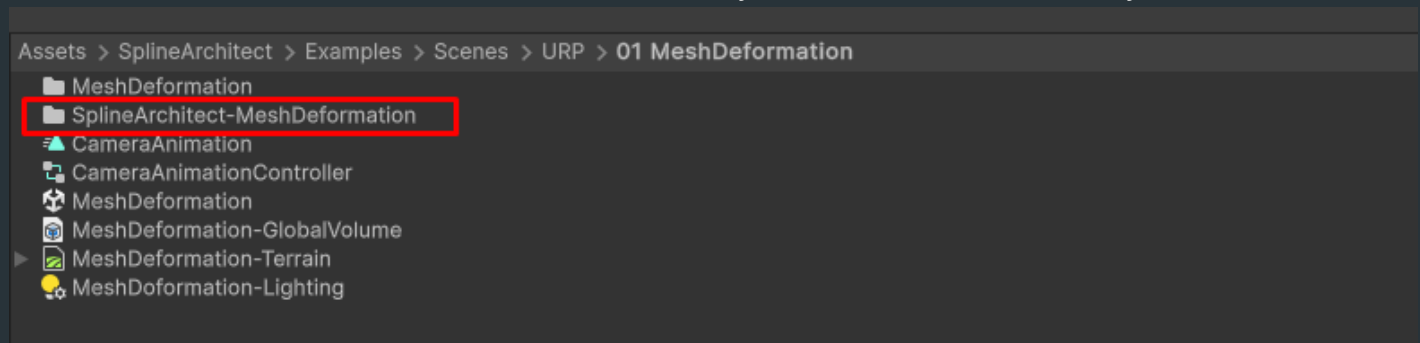 Assets > SplineArchitect > Examples > Scenes > URP > 01 MeshDeformation
MeshDeformation
SplineArchitect-MeshDeformation
CameraAnimation
CameraAnimationController
MeshDeformation
MeshDeformation-GlobalVolume
MeshDeformation-Terrain
MeshDoformation-Lighting